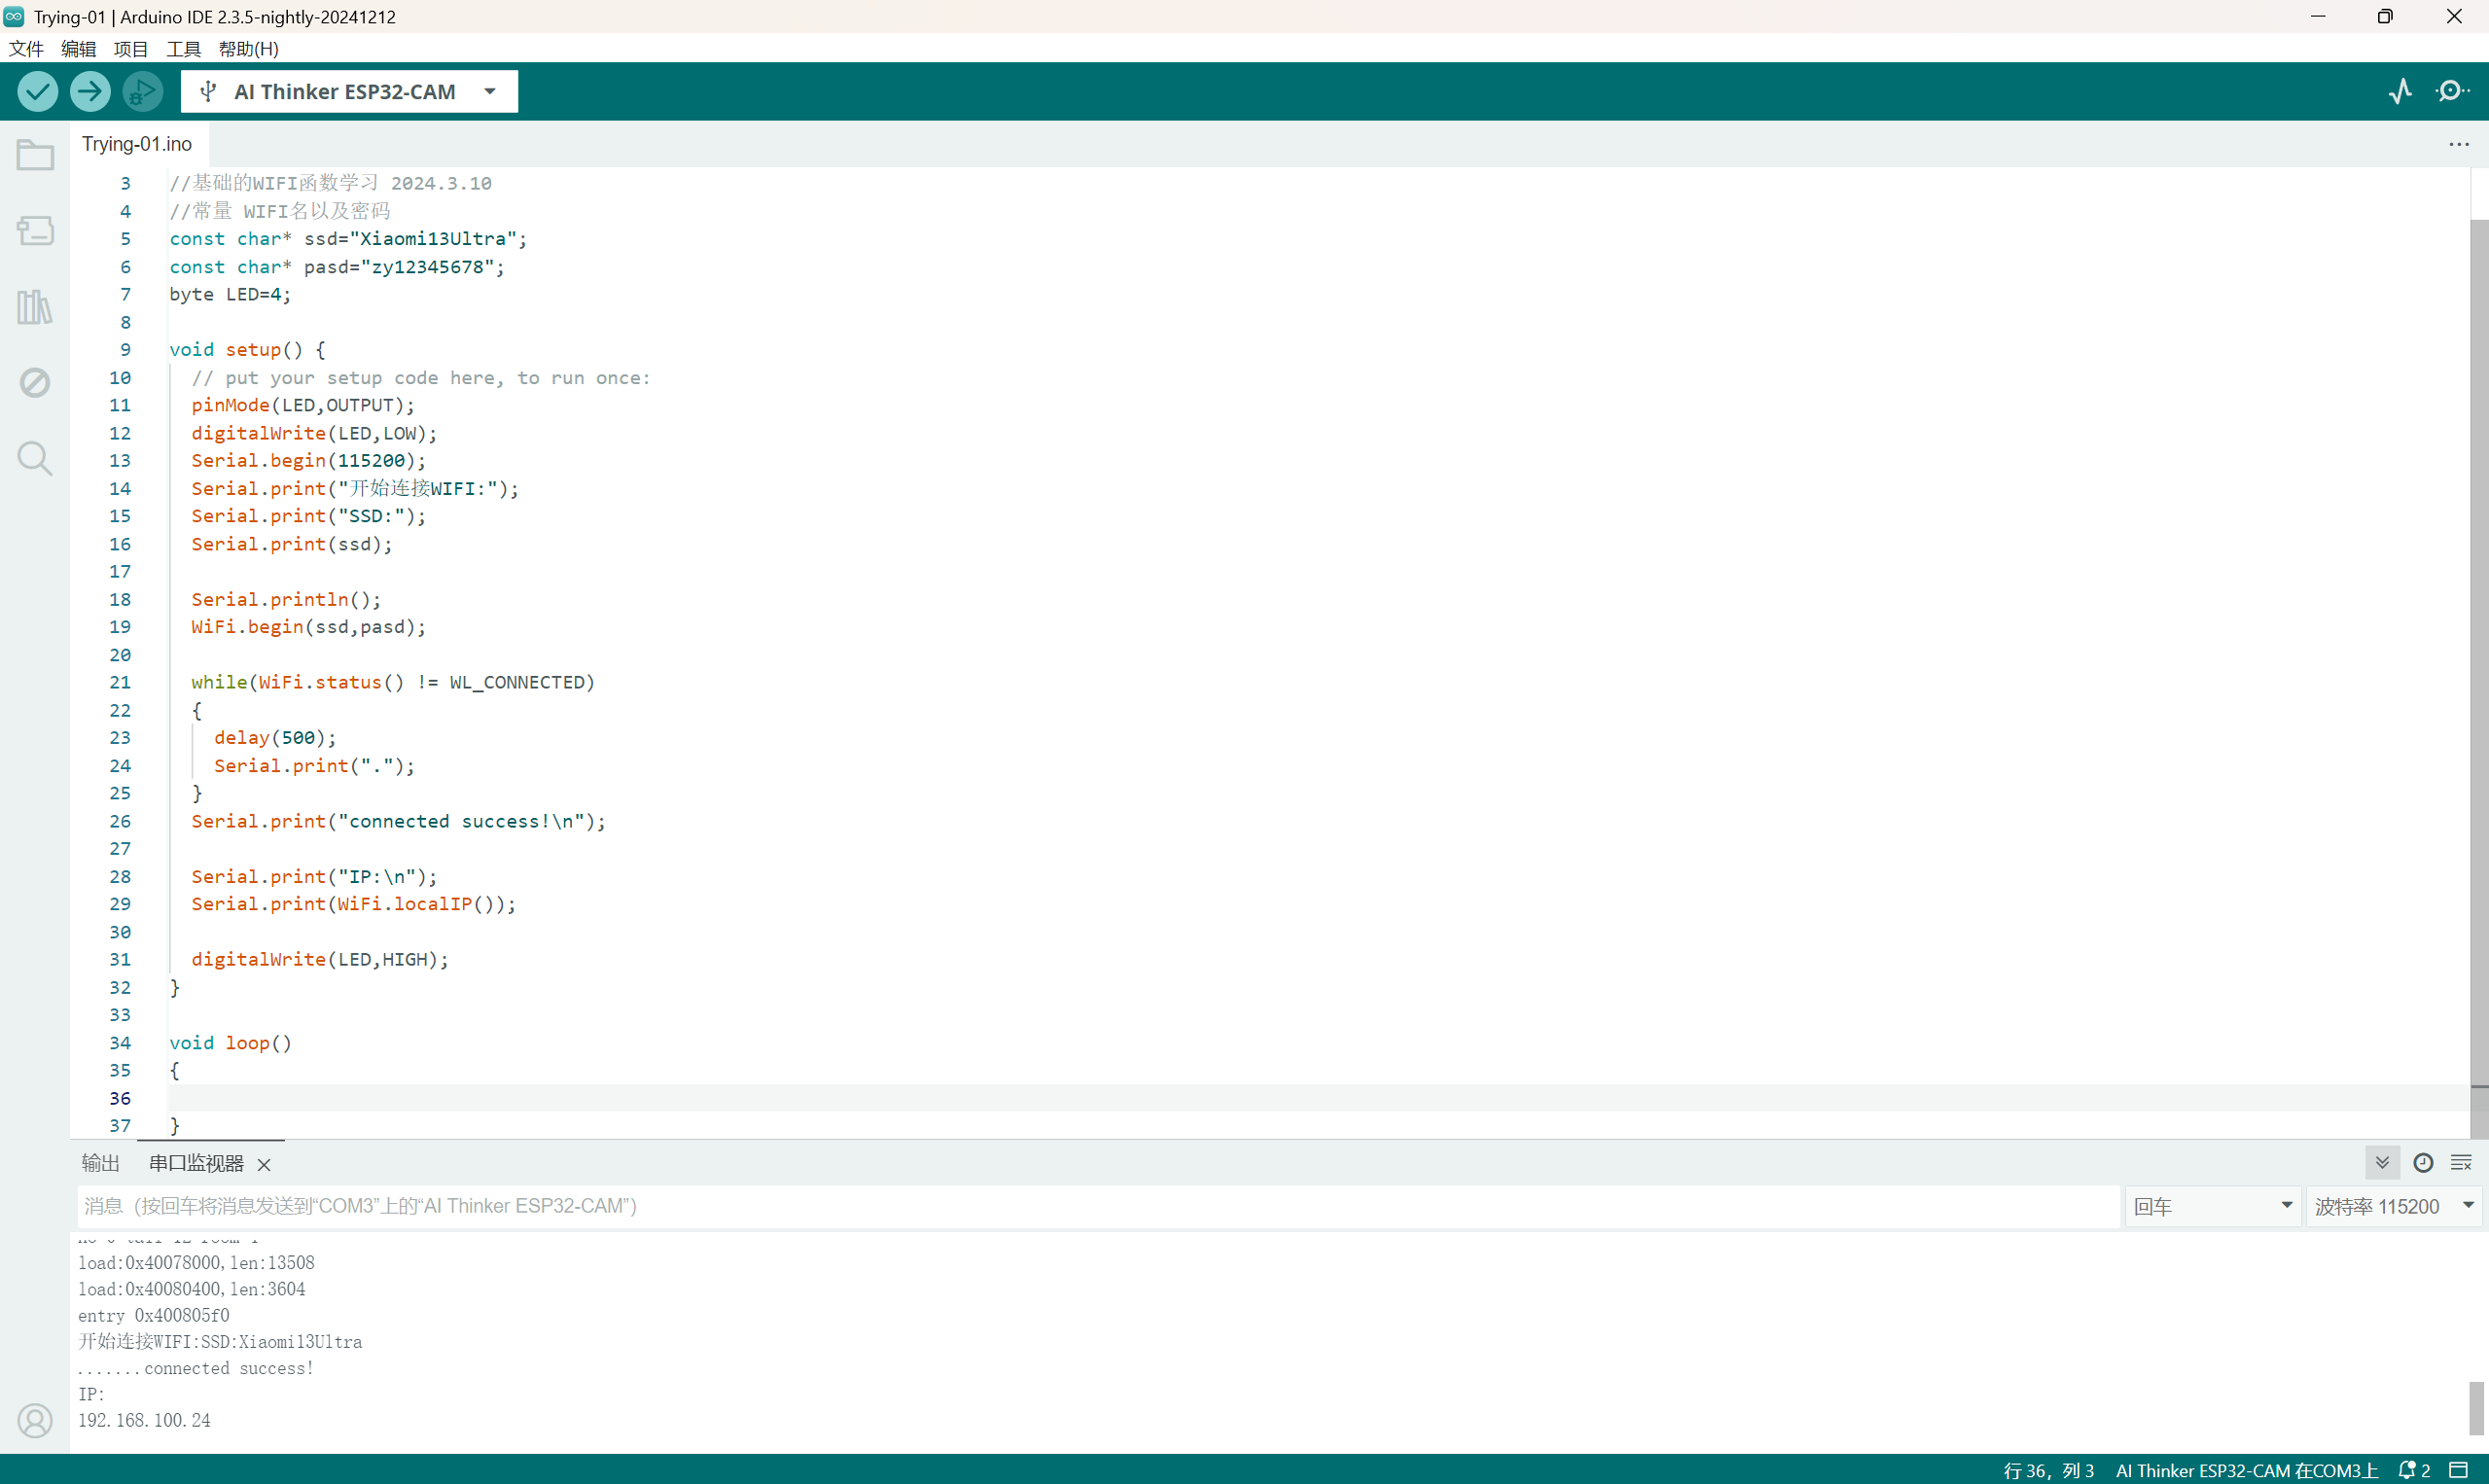 Trying-01 | Arduino IDE 2.3.5-nightly-20241212
文件 编辑 项目 工具 帮助(H)
AI Thinker ESP32-CAM
Trying-01.ino
3 //基础的WIFI函数学习 2024.3.10
4 //常量 WIFI名以及密码
5 const char* ssd="Xiaomi13Ultra";
6 const char* pasd="zy12345678";
7 byte LED=4;
8
9 void setup() {
10 // put your setup code here, to run once:
11 pinMode(LED,OUTPUT);
12 digitalWrite(LED,LOW);
13 Serial.begin(115200);
14 Serial.print("开始连接WIFI:");
15 Serial.print("SSD:");
16 Serial.print(ssd);
17
18 Serial.println();
19 WiFi.begin(ssd,pasd);
20
21 while(WiFi.status() != WL_CONNECTED)
22 {
23 delay(500);
24 Serial.print(".");
25 }
26 Serial.print("connected success!\n");
27
28 Serial.print("IP:\n");
29 Serial.print(WiFi.localIP());
30
31 digitalWrite(LED,HIGH);
32 }
33
34 void loop()
35 {
36
37 }
输出 串口监视器
消息（按回车将消息发送到“COM3”上的“AI Thinker ESP32-CAM”） 回车 波特率 115200
load:0x40078000,len:13508
load:0x40080400,len:3604
entry 0x400805f0
开始连接WIFI:SSD:Xiaomi13Ultra
.......connected success!
IP:
192.168.100.24
行 36，列 3 AI Thinker ESP32-CAM 在COM3上 2